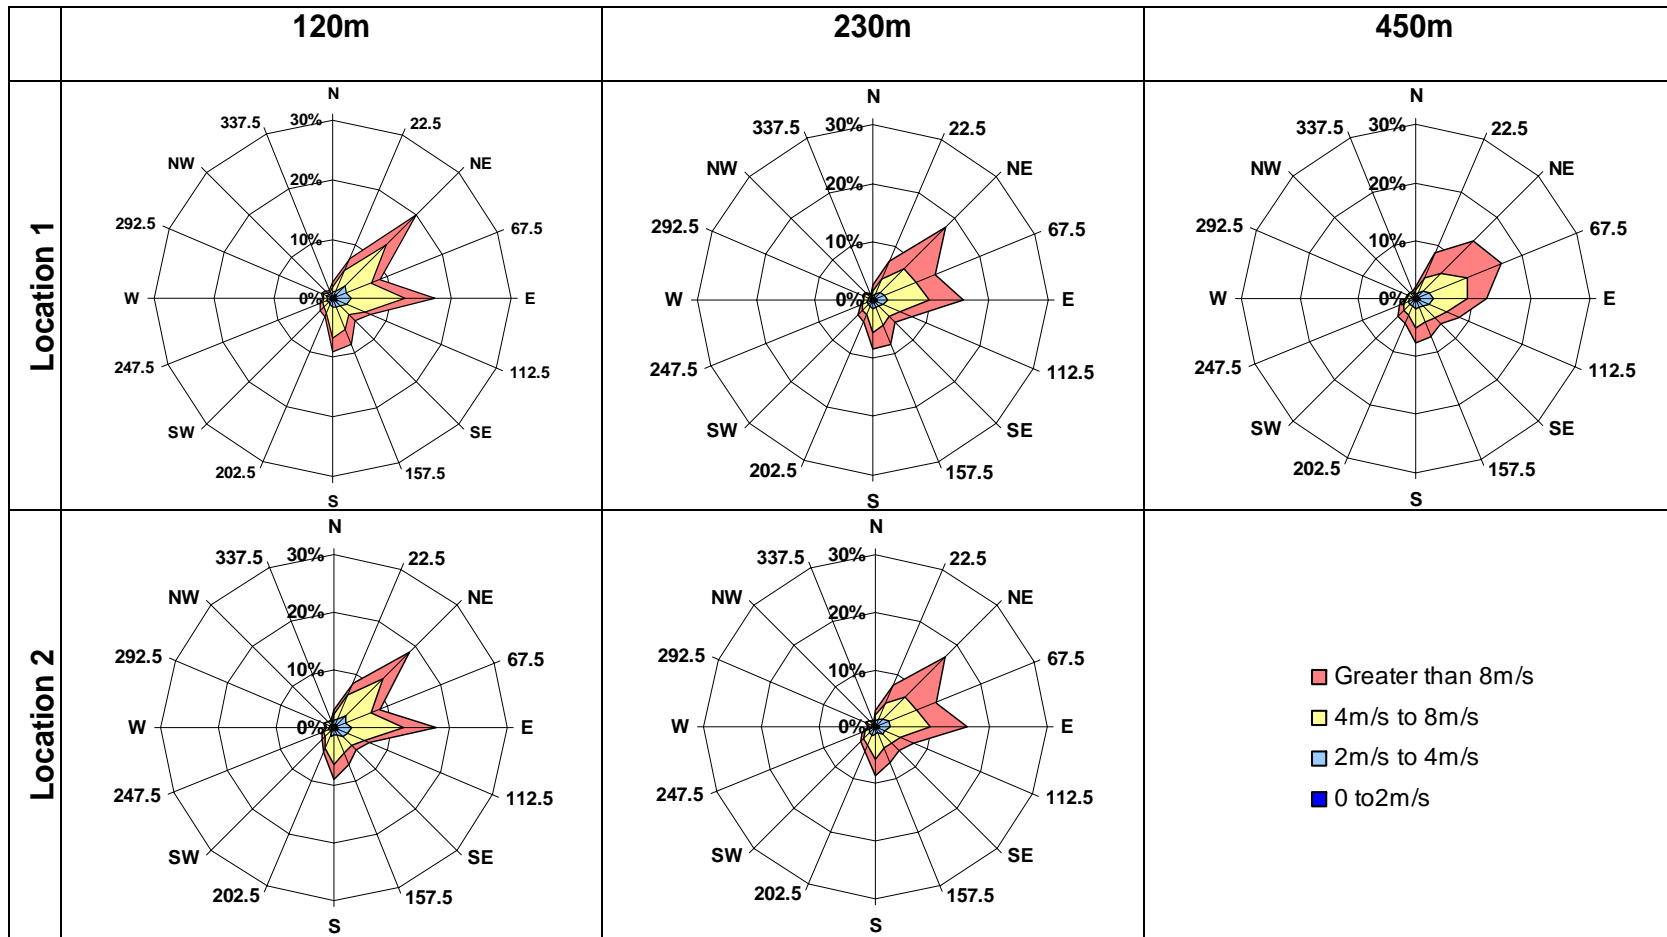 120m
230m
450m
Location 1
N
22.5
NE
67.5
E
112.5
SE
157.5
S
202.5
SW
247.5
W
292.5
NW
337.5
30%
20%
10%
0%
N
22.5
NE
67.5
E
112.5
SE
157.5
S
202.5
SW
247.5
W
292.5
NW
337.5
30%
20%
10%
0%
N
22.5
NE
67.5
E
112.5
SE
157.5
S
202.5
SW
247.5
W
292.5
NW
337.5
30%
20%
10%
0%
Location 2
N
22.5
NE
67.5
E
112.5
SE
157.5
S
202.5
SW
247.5
W
292.5
NW
337.5
30%
20%
10%
0%
N
22.5
NE
67.5
E
112.5
SE
157.5
S
202.5
SW
247.5
W
292.5
NW
337.5
30%
20%
10%
0%
Greater than 8m/s
4m/s to 8m/s
2m/s to 4m/s
0 to2m/s